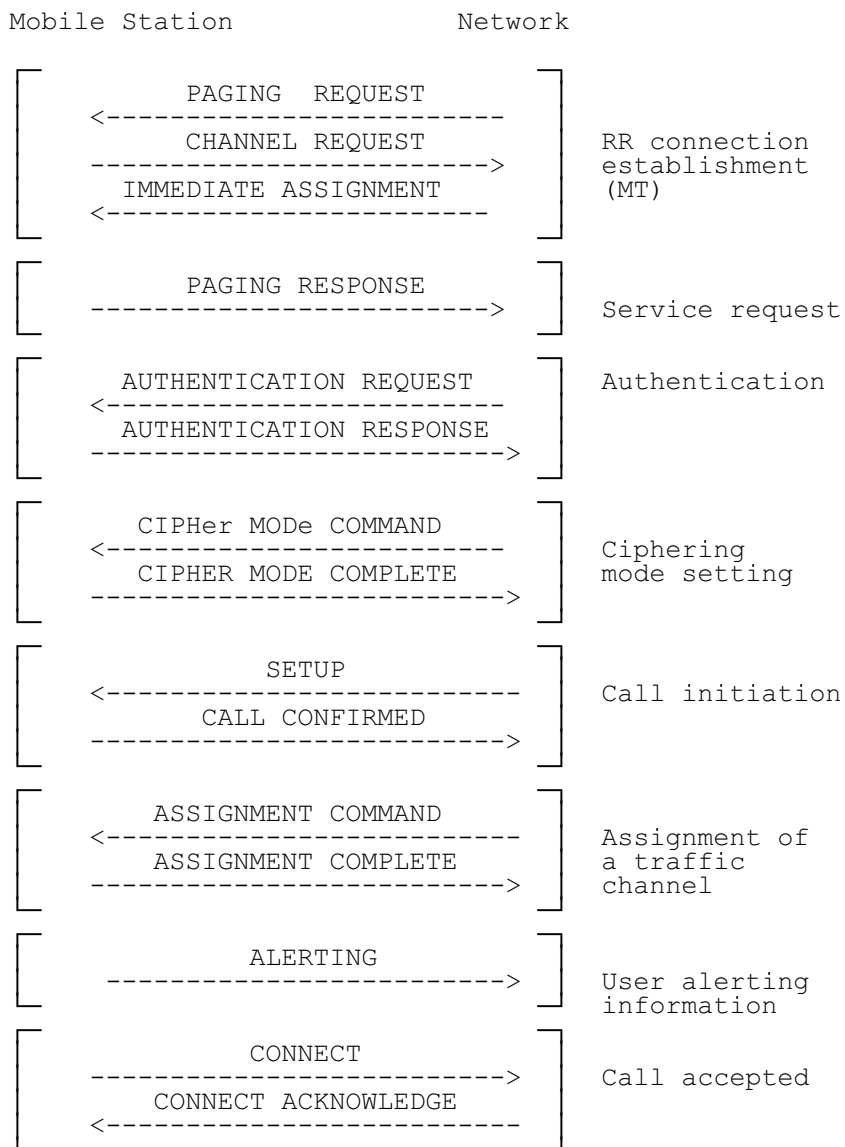 Mobile Station Network
PAGING  REQUEST
<-------------------------
CHANNEL REQUEST RR connection
-------------------------> establishment
IMMEDIATE ASSIGNMENT (MT)
<------------------------
PAGING RESPONSE
-------------------------> Service request
AUTHENTICATION REQUEST Authentication
<-------------------------
AUTHENTICATION RESPONSE
-------------------------->
CIPHer MODe COMMAND
<------------------------- Ciphering
CIPHER MODE COMPLETE mode setting
-------------------------->
SETUP
<-------------------------- Call initiation
CALL CONFIRMED
-------------------------->
ASSIGNMENT COMMAND
<-------------------------- Assignment of
ASSIGNMENT COMPLETE a traffic
--------------------------> channel
ALERTING
-------------------------> User alerting
information
CONNECT
--------------------------> Call accepted
CONNECT ACKNOWLEDGE
<--------------------------